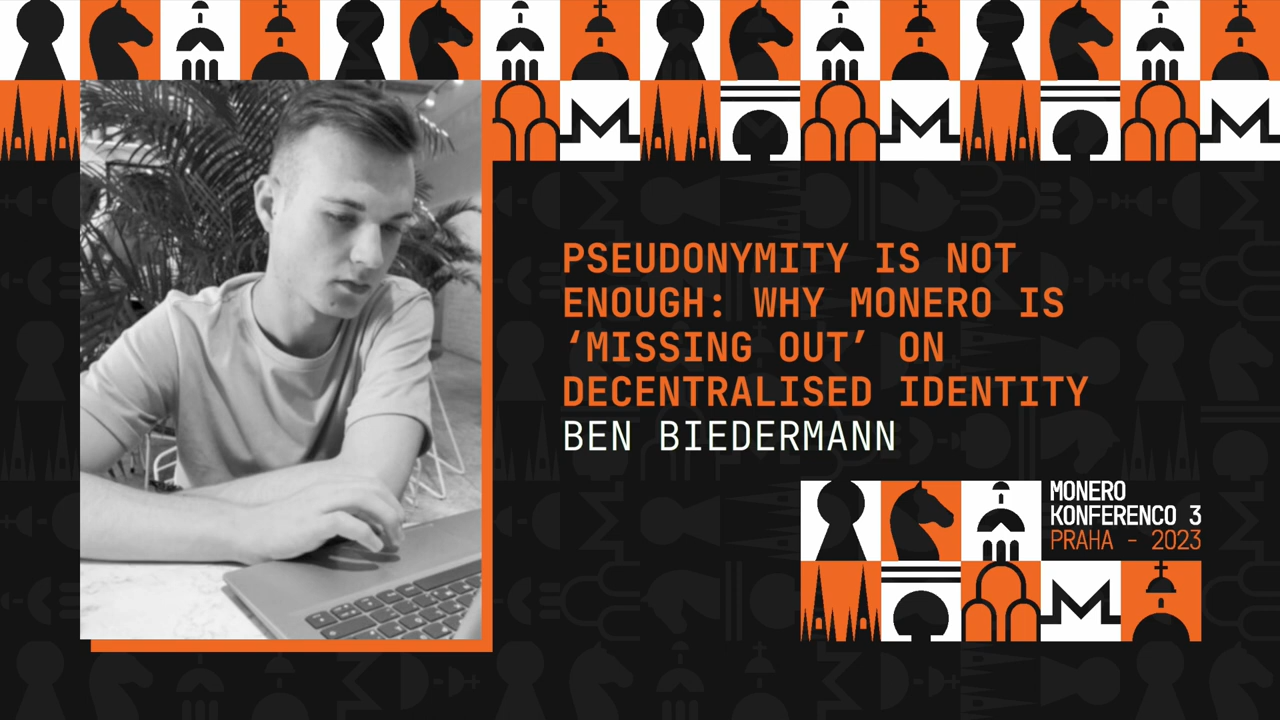 PSEUDONYMITY IS NOT
ENOUGH: WHY MONERO IS
‘MISSING OUT’ ON
DECENTRALISED IDENTITY
BEN BIEDERMANN
MONERO
KONFERENCO 3
PRAHA - 2023